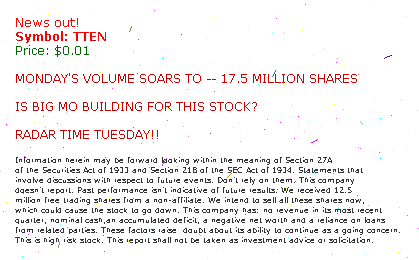 News out!
Symbol: TTEN
Price: $0.01
MONDAY'S VOLUME SOARS TO -- 17.5 MILLION SHARES
IS BIG MO BUILDING FOR THIS STOCK?
RADAR TIME TUESDAY!!
Information herein may be forward looking within the meaning of Section 27A
of the Securities Act of 1933 and Section 21B of the SEC Act of 1934. Statements that
involve discussions with respect to future events. Don't rely on them. This company
doesn't report. Past performance isn't indicative of future results. We received 12.5
million free trading shares from a non-affiliate. We intend to sell all these shares now,
which could cause the stock to go down. This company has: no revenue in its most recent
quarter, nominal cash,an accumulated deficit, a negative net worth and a reliance on loans
from related parties. These factors raise doubt about its ability to continue as a going concern.
This is high risk stock. This report shall not be taken as investment advice or solicitation.